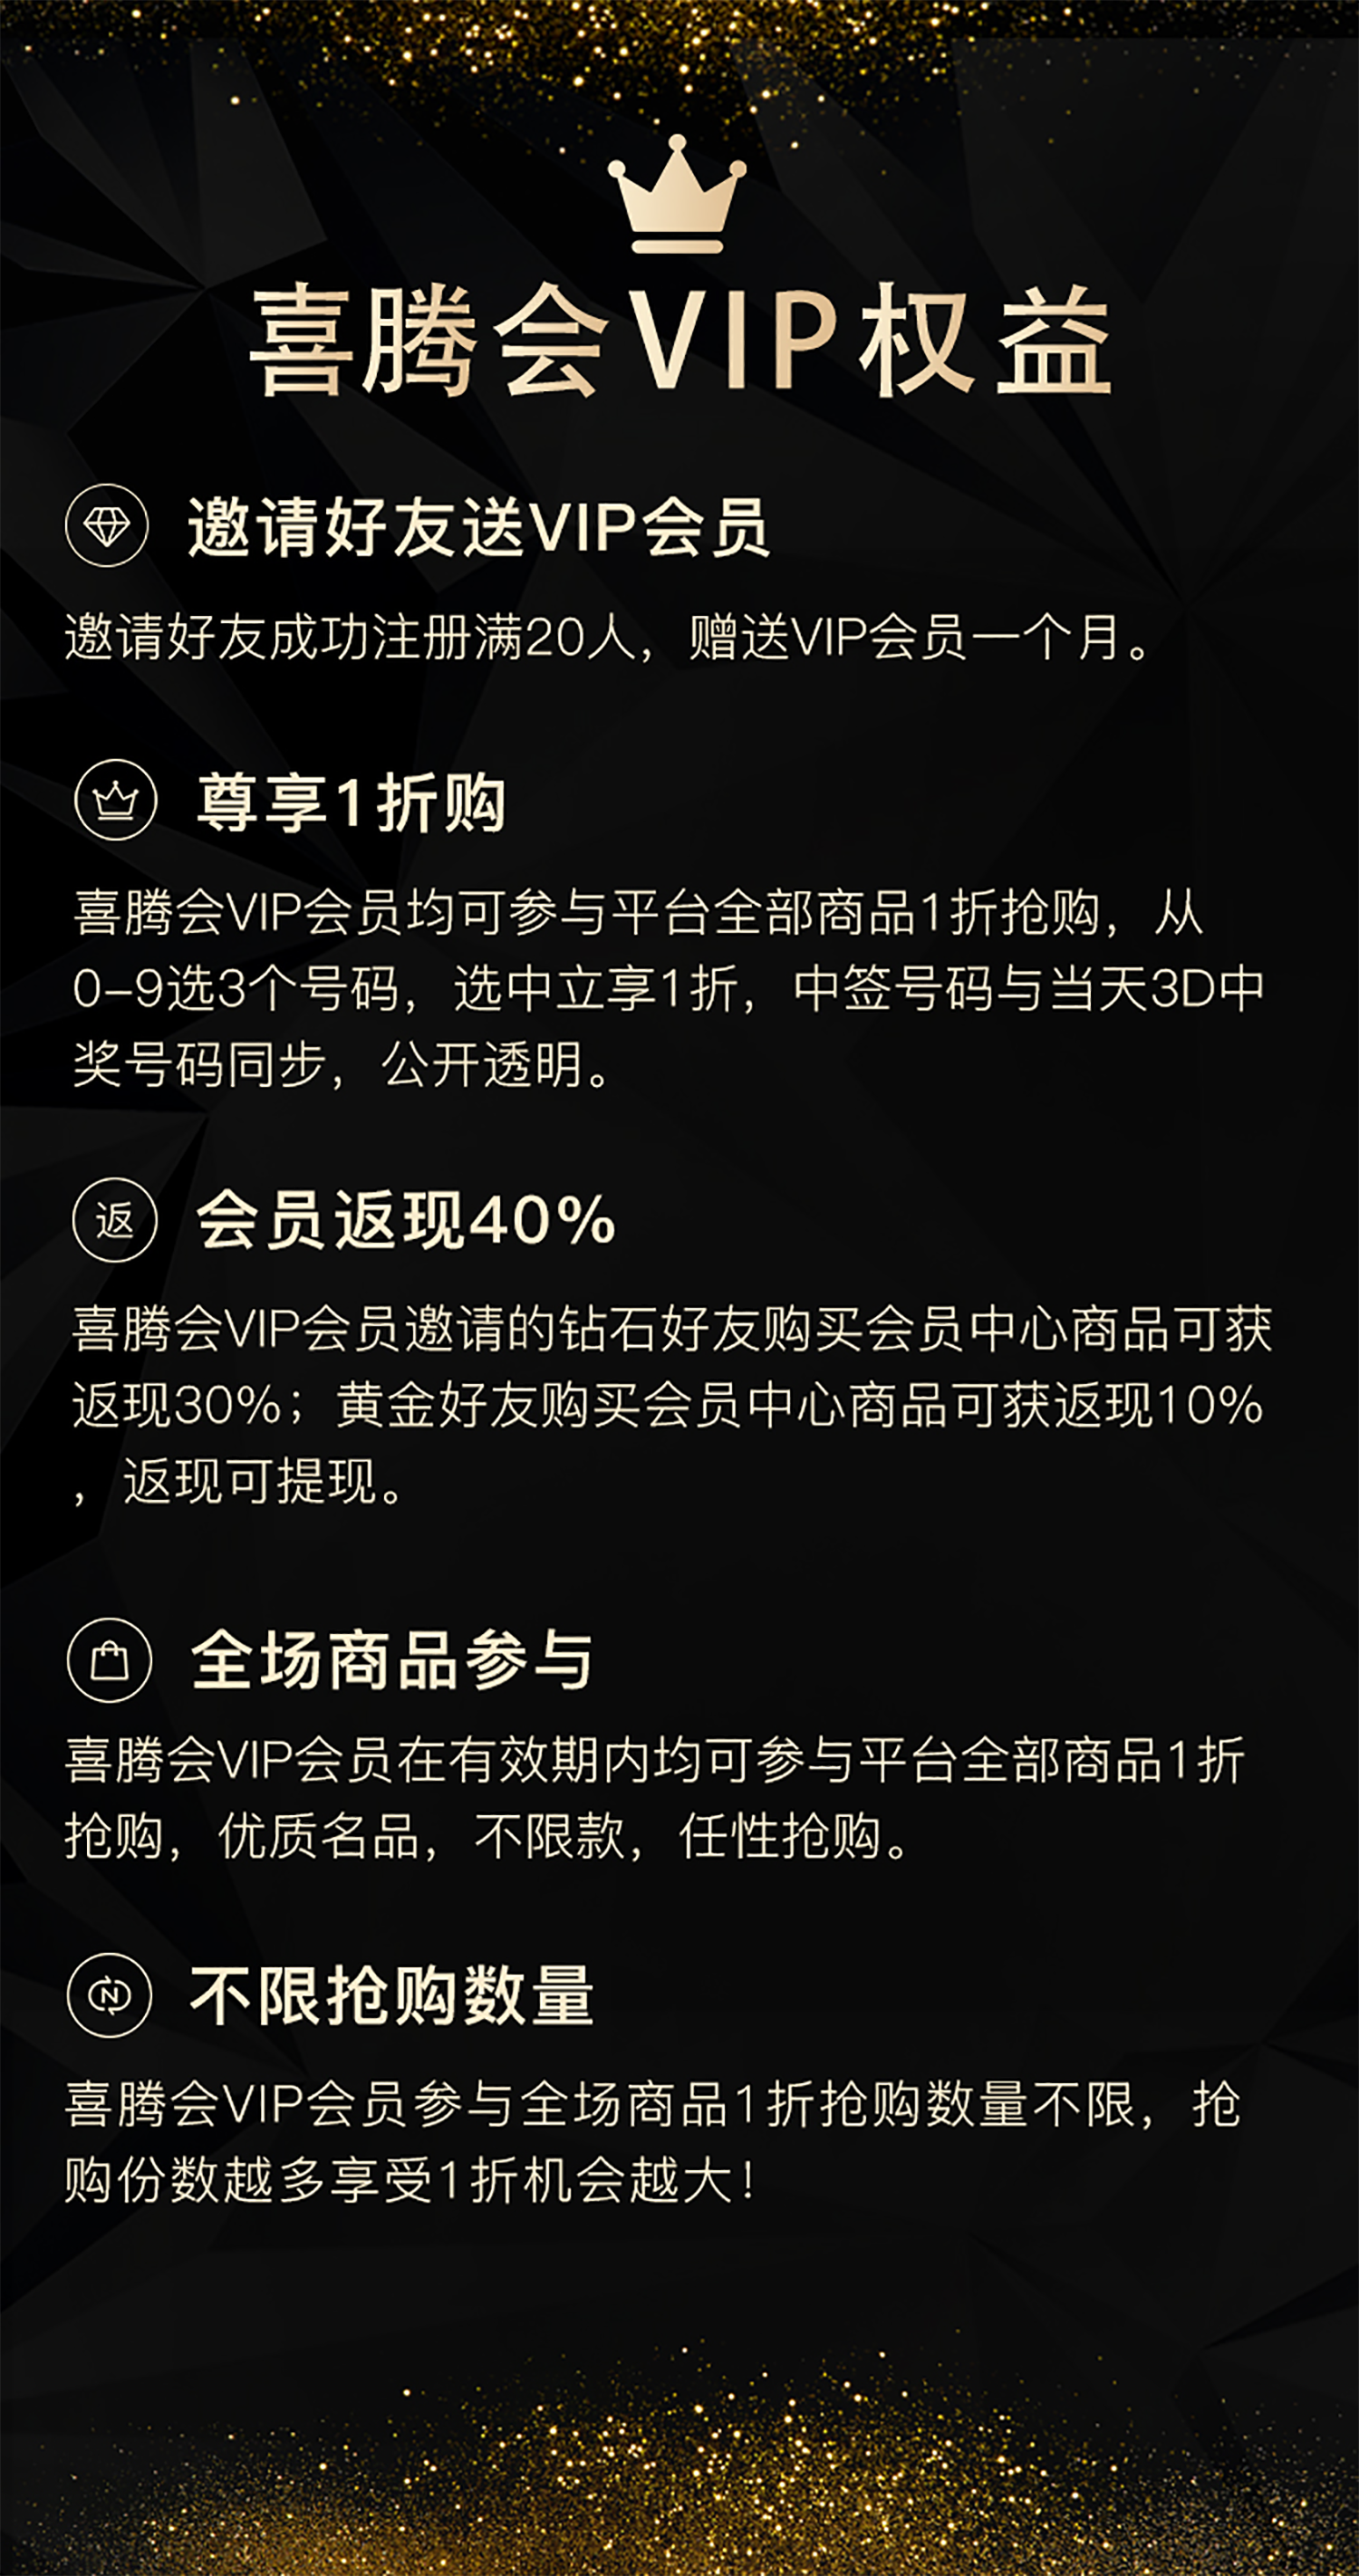 喜腾会VIP权益
邀请好友送VIP会员
邀请好友成功注册满20人，赠送VIP会员一个月。
尊享1折购
喜腾会VIP会员均可参与平台全部商品1折抢购，从
0-9选3个号码，选中立享1折，中签号码与当天3D中
奖号码同步，公开透明。
返 会员返现40%
喜腾会VIP会员邀请的钻石好友购买会员中心商品可获
返现30%；黄金好友购买会员中心商品可获返现10%
，返现可提现。
全场商品参与
喜腾会VIP会员在有效期内均可参与平台全部商品1折
抢购，优质名品，不限款，任性抢购。
N 不限抢购数量
喜腾会VIP会员参与全场商品1折抢购数量不限，抢
购份数越多享受1折机会越大！